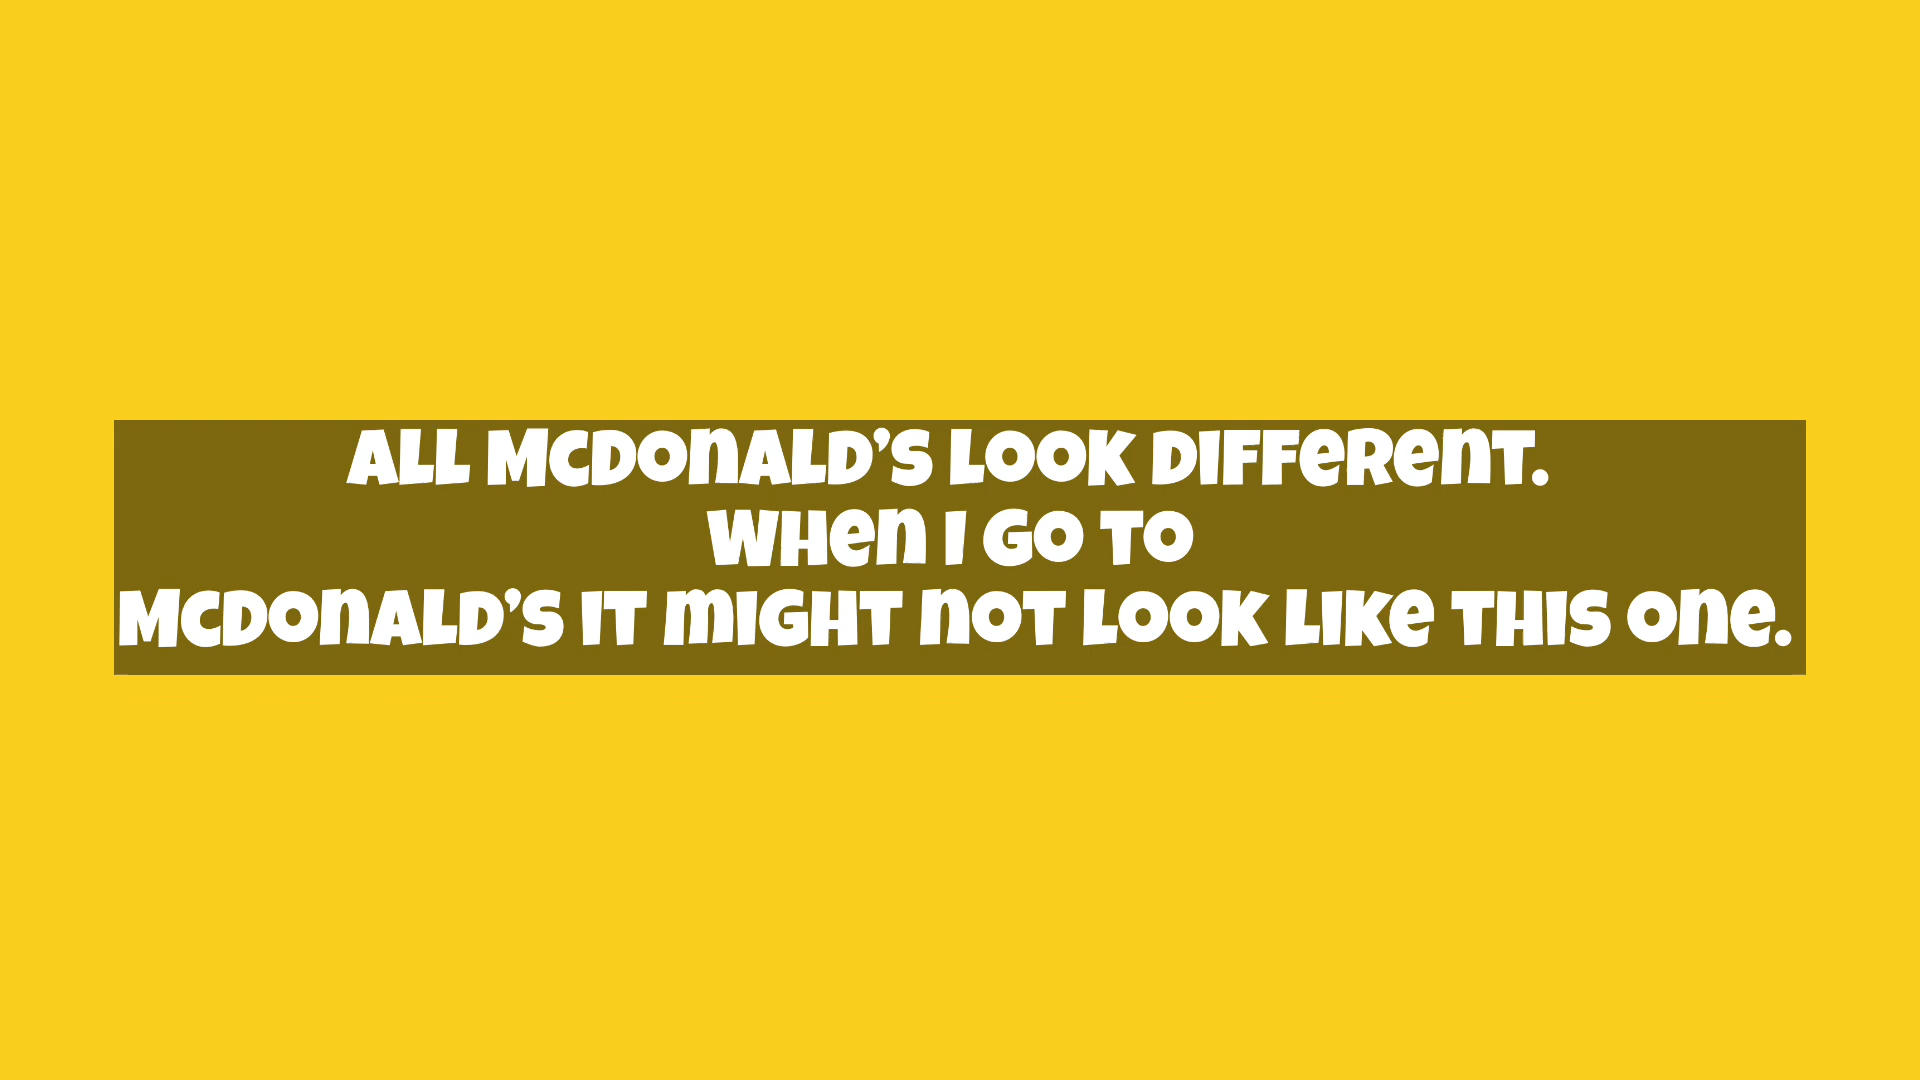 All McDonald’s look different.
When I go to
McDonald’s it might not look like this one.